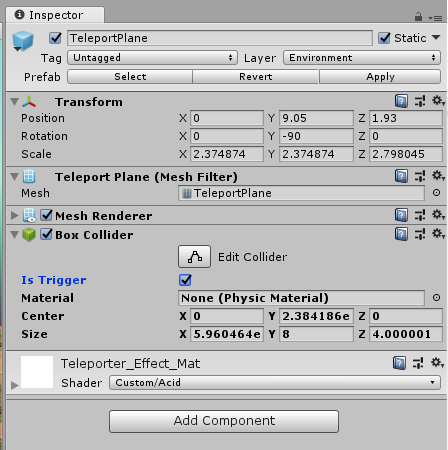 Inspector
TeleportPlane Static
Tag Untagged Layer Environment
Prefab Select Revert Apply
Transform
Position X 0 Y 9.05 Z 1.93
Rotation X 0 Y -90 Z 0
Scale X 2.374874 Y 2.374874 Z 2.798045
Teleport Plane (Mesh Filter)
Mesh TeleportPlane
Mesh Renderer
Box Collider
Edit Collider
Is Trigger
Material None (Physic Material)
Center X 0 Y 2.384186e Z 0
Size X 5.960464e Y 8 Z 4.000001
Teleporter_Effect_Mat
Shader Custom/Acid
Add Component